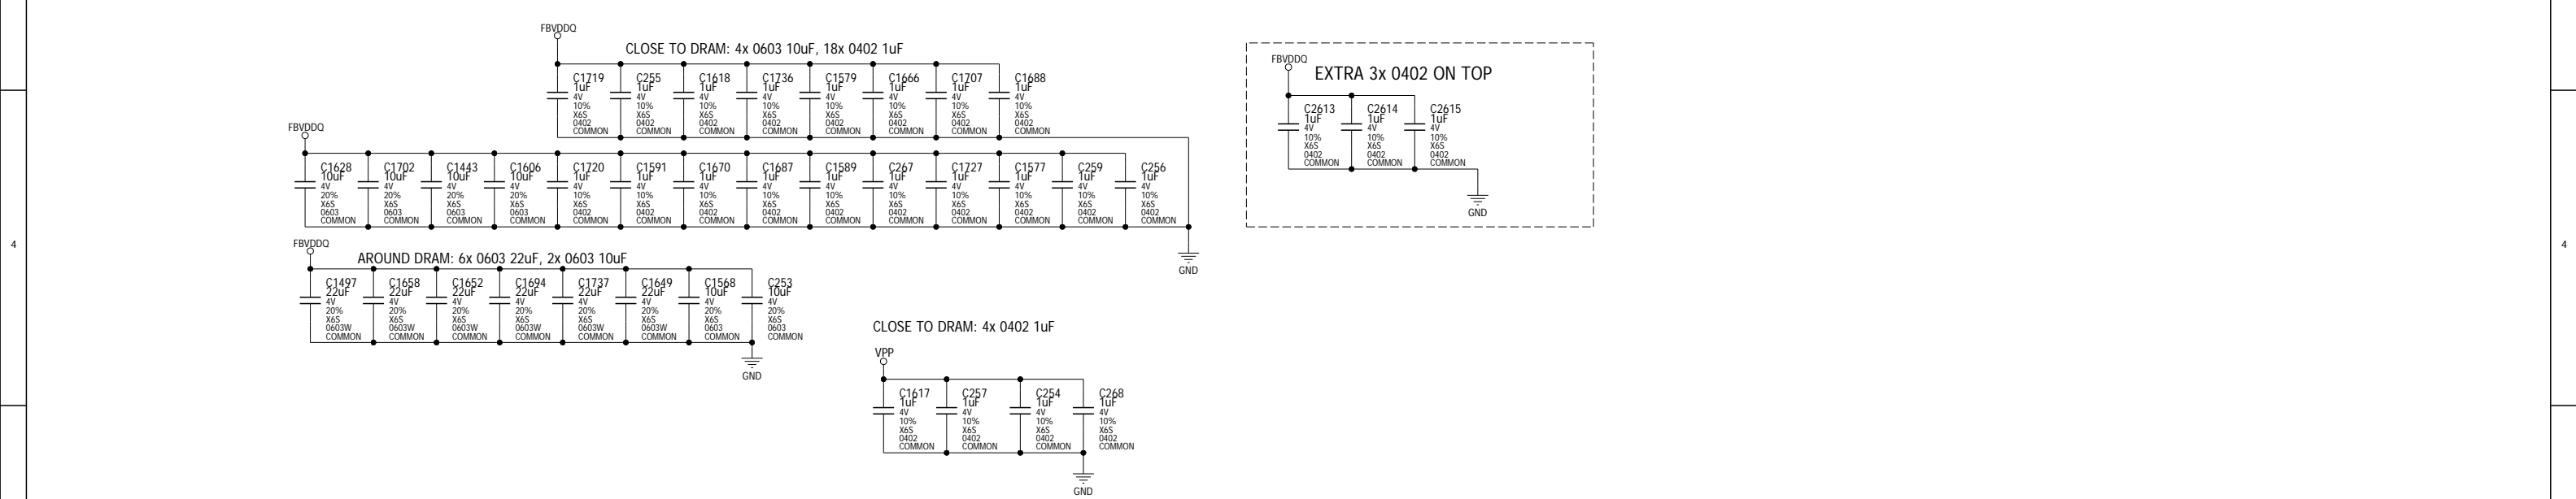 FBVDDQ
CLOSE TO DRAM: 4x 0603 10uF, 18x 0402 1uF
C1719 C255 C1618 C1736 C1579 C1666 C1707 C1688
1uF 1uF 1uF 1uF 1uF 1uF 1uF 1uF
4V 4V 4V 4V 4V 4V 4V 4V
10% 10% 10% 10% 10% 10% 10% 10%
X6S X6S X6S X6S X6S X6S X6S X6S
0402 0402 0402 0402 0402 0402 0402 0402
COMMON COMMON COMMON COMMON COMMON COMMON COMMON COMMON
FBVDDQ
EXTRA 3x 0402 ON TOP
C2613 C2614 C2615
1uF 1uF 1uF
4V 4V 4V
10% 10% 10%
X6S X6S X6S
0402 0402 0402
COMMON COMMON COMMON
GND
FBVDDQ
C1628 C1702 C1443 C1606 C1720 C1591 C1670 C1687 C1589 C267 C1727 C1577 C259 C256
10uF 10uF 10uF 10uF 1uF 1uF 1uF 1uF 1uF 1uF 1uF 1uF 1uF 1uF
4V 4V 4V 4V 4V 4V 4V 4V 4V 4V 4V 4V 4V 4V
20% 20% 20% 20% 10% 10% 10% 10% 10% 10% 10% 10% 10% 10%
X6S X6S X6S X6S X6S X6S X6S X6S X6S X6S X6S X6S X6S X6S
0603 0603 0603 0603 0402 0402 0402 0402 0402 0402 0402 0402 0402 0402
COMMON COMMON COMMON COMMON COMMON COMMON COMMON COMMON COMMON COMMON COMMON COMMON COMMON COMMON
GND
4
4
FBVDDQ
AROUND DRAM: 6x 0603 22uF, 2x 0603 10uF
C1497 C1658 C1652 C1694 C1737 C1649 C1568 C253
22uF 22uF 22uF 22uF 22uF 22uF 10uF 10uF
4V 4V 4V 4V 4V 4V 4V 4V
20% 20% 20% 20% 20% 20% 20% 20%
X6S X6S X6S X6S X6S X6S X6S X6S
0603W 0603W 0603W 0603W 0603W 0603W 0603 0603
COMMON COMMON COMMON COMMON COMMON COMMON COMMON COMMON
GND
CLOSE TO DRAM: 4x 0402 1uF
VPP
C1617 C257 C254 C268
1uF 1uF 1uF 1uF
4V 4V 4V 4V
10% 10% 10% 10%
X6S X6S X6S X6S
0402 0402 0402 0402
COMMON COMMON COMMON COMMON
GND